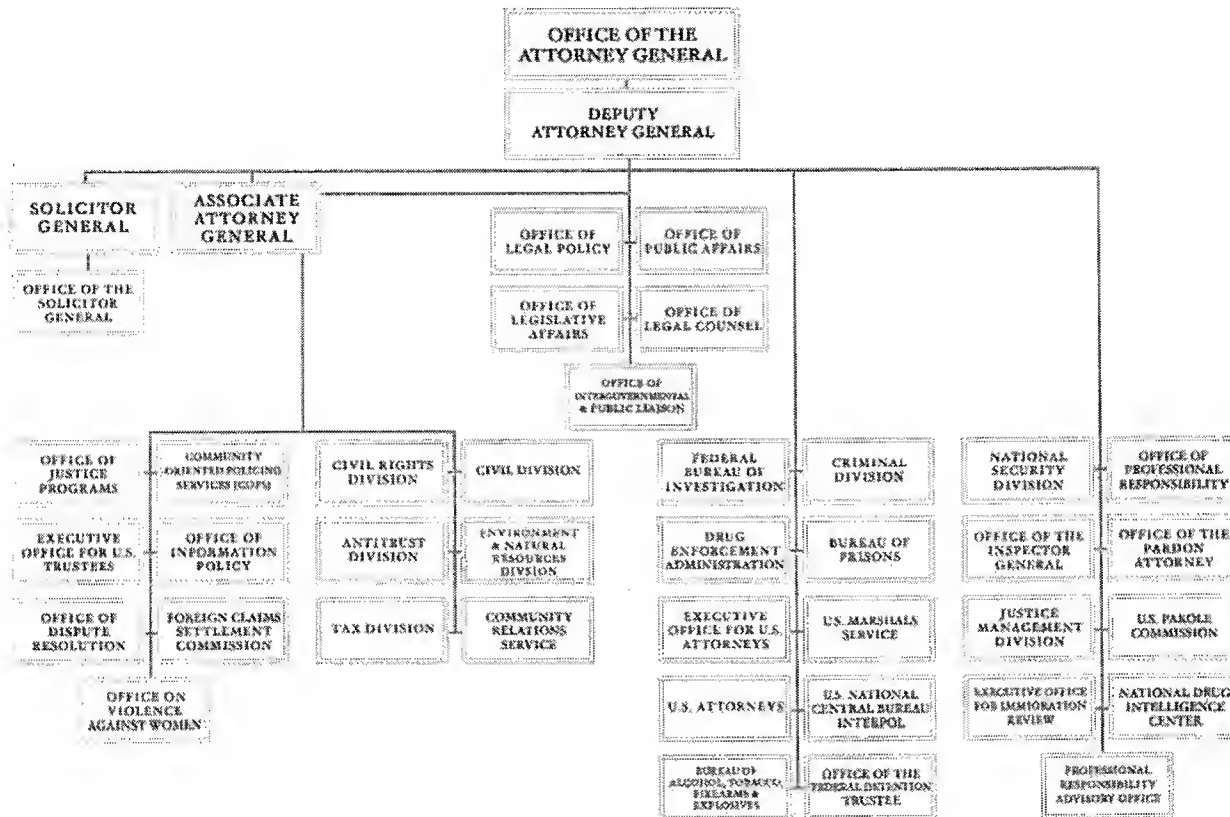 OFFICE OF THE
ATTORNEY GENERAL
DEPUTY
ATTORNEY GENERAL
SOLICITOR
GENERAL
ASSOCIATE
ATTORNEY
GENERAL
OFFICE OF
LEGAL POLICY
OFFICE OF
PUBLIC AFFAIRS
OFFICE OF THE
SOLICITOR
GENERAL
OFFICE OF
LEGISLATIVE
AFFAIRS
OFFICE OF
LEGAL COUNSEL
OFFICE OF
INTERGOVERNMENTAL
& PUBLIC LIAISON
OFFICE OF
JUSTICE
PROGRAMS
COMMUNITY
ORIENTED POLICING
SERVICES (COPS)
CIVIL RIGHTS
DIVISION
CIVIL DIVISION
FEDERAL
BUREAU OF
INVESTIGATION
CRIMINAL
DIVISION
NATIONAL
SECURITY
DIVISION
OFFICE OF
PROFESSIONAL
RESPONSIBILITY
EXECUTIVE
OFFICE FOR U.S.
TRUSTEES
OFFICE OF
INFORMATION
POLICY
ANTITRUST
DIVISION
ENVIRONMENT
& NATURAL
RESOURCES
DIVSION
DRUG
ENFORCEMENT
ADMINISTRATION
BUREAU OF
PRISONS
OFFICE OF THE
INSPECTOR
GENERAL
OFFICE OF THE
PARDON
ATTORNEY
OFFICE OF
DISPUTE
RESOLUTION
FOREIGN CLAIMS
SETTLEMENT
COMMISSION
TAX DIVISION
COMMUNITY
RELATIONS
SERVICE
EXECUTIVE
OFFICE FOR U.S.
ATTORNEYS
U.S. MARSHALS
SERVICE
JUSTICE
MANAGEMENT
DIVISION
U.S. PAROLE
COMMISSION
OFFICE ON
VIOLENCE
AGAINST WOMEN
U.S. ATTORNEYS
U.S. NATIONAL
CENTRAL BUREAU
INTERPOL
EXECUTIVE OFFICE
FOR IMMIGRATION
REVIEW
NATIONAL DRUG
INTELLIGENCE
CENTER
BUREAU OF
ALCOHOL, TOBACCO,
FIREARMS &
EXPLOSIVES
OFFICE OF THE
FEDERAL DETENTION
TRUSTEE
PROFESSIONAL
RESPONSIBILITY
ADVISORY OFFICE